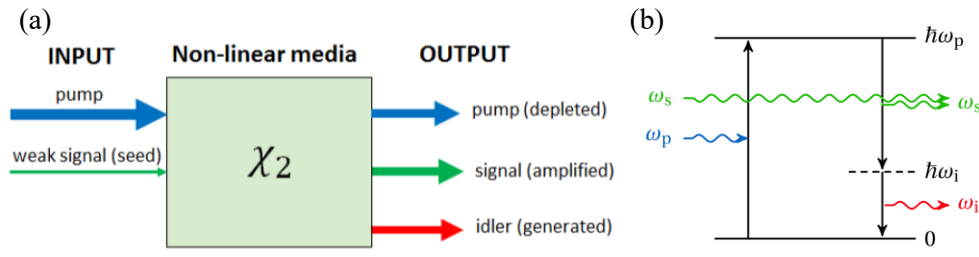 (a)
INPUT Non-linear media OUTPUT
pump
weak signal (seed)
χ₂
pump (depleted)
signal (amplified)
idler (generated)
(b)
ħωp
ωs ωs
ωp
ħωi
ωi
0